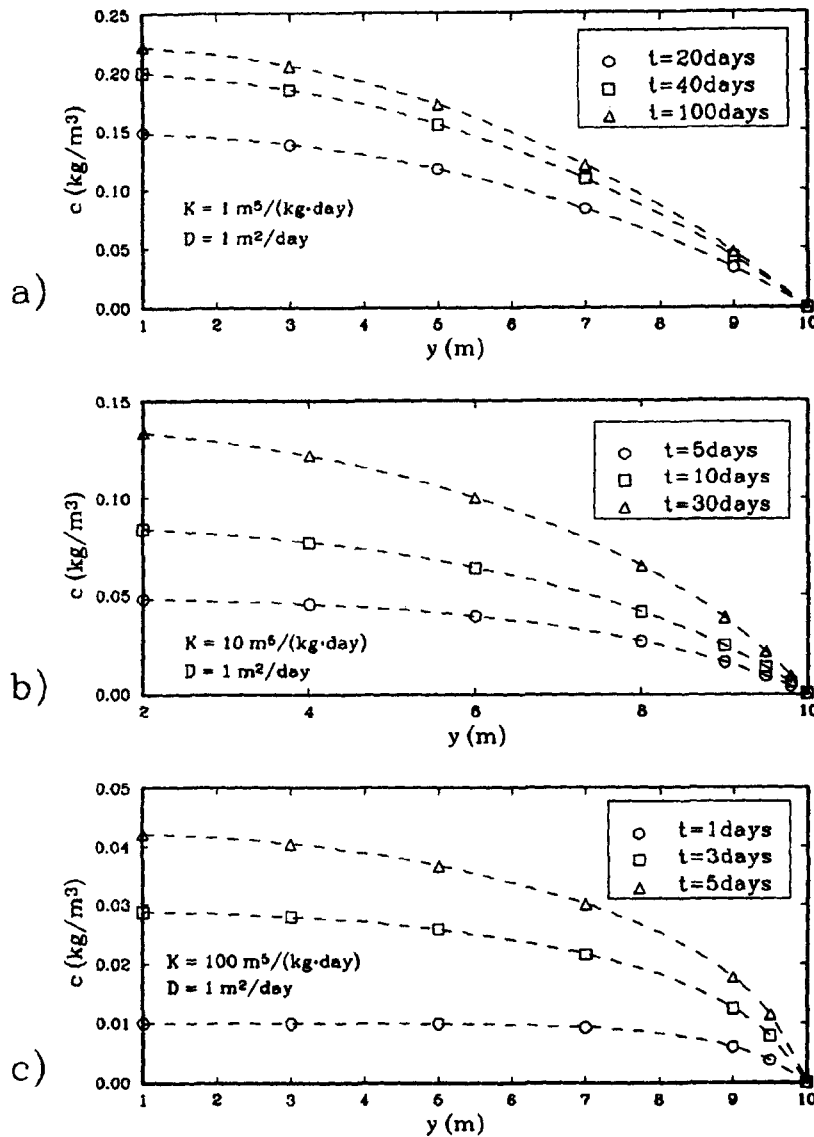 0.25
0.20
0.15
0.10
0.05
0.00
c (kg/m³)
t=20days
t=40days
t=100days
K = 1 m⁵/(kg·day)
D = 1 m²/day
a)
1 2 3 4 5 6 7 8 9 10
y (m)
0.15
0.10
0.05
0.00
c (kg/m³)
t=5days
t=10days
t=30days
K = 10 m⁵/(kg·day)
D = 1 m²/day
b)
2 4 6 8 10
y (m)
0.05
0.04
0.03
0.02
0.01
0.00
c (kg/m³)
t=1days
t=3days
t=5days
K = 100 m⁵/(kg·day)
D = 1 m²/day
c)
1 2 3 4 5 6 7 8 9 10
y (m)